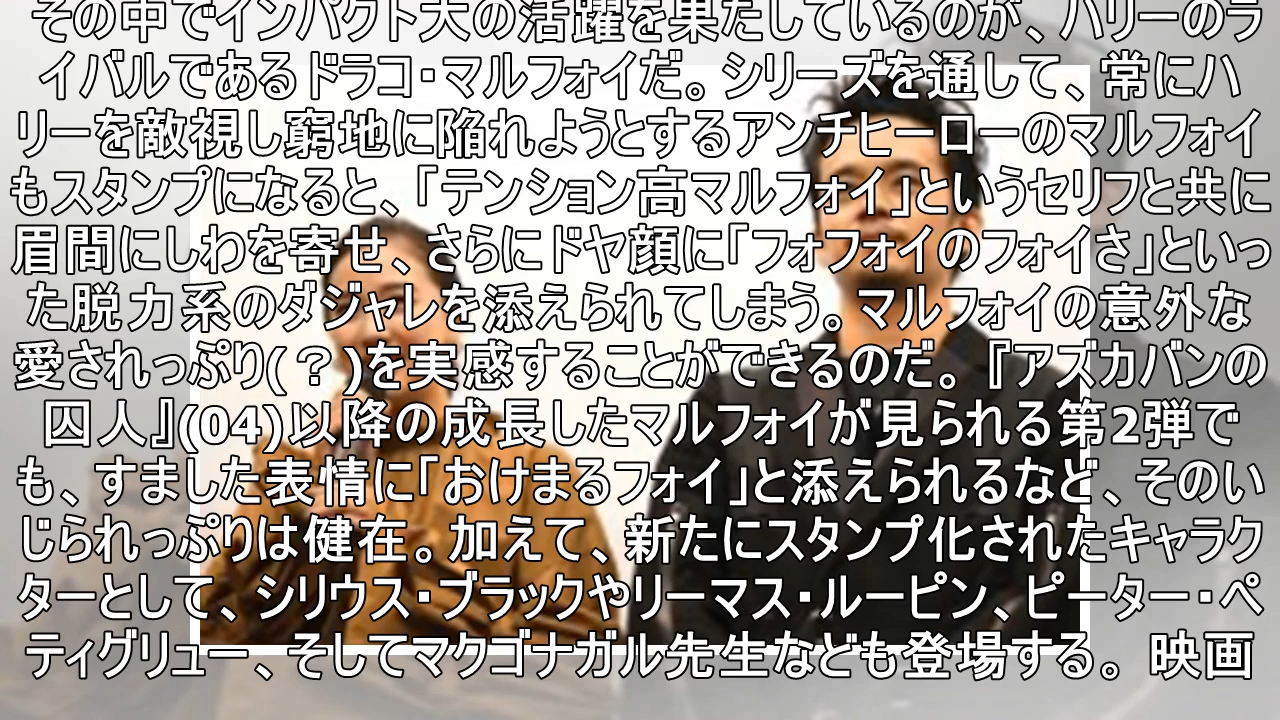 その中でインパクト大の活躍を果たしているのが、ハリーのラ
イバルであるドラコ・マルフォイだ。シリーズを通して、常にハ
リーを敵視し窮地に陥れようとするアンチヒーローのマルフォイ
もスタンプになると、「テンション高マルフォイ」というセリフと共に
眉間にしわを寄せ、さらにドヤ顔に「フォフォイのフォイさ」といっ
た脱力系のダジャレを添えられてしまう。マルフォイの意外な
愛されっぷり(？)を実感することができるのだ。『アズカバンの
囚人』(04)以降の成長したマルフォイが見られる第2弾で
も、すました表情に「おけまるフォイ」と添えられるなど、そのい
じられっぷりは健在。加えて、新たにスタンプ化されたキャラク
ターとして、シリウス・ブラックやリーマス・ルーピン、ピーター・ペ
ティグリュー、そしてマクゴナガル先生なども登場する。映画